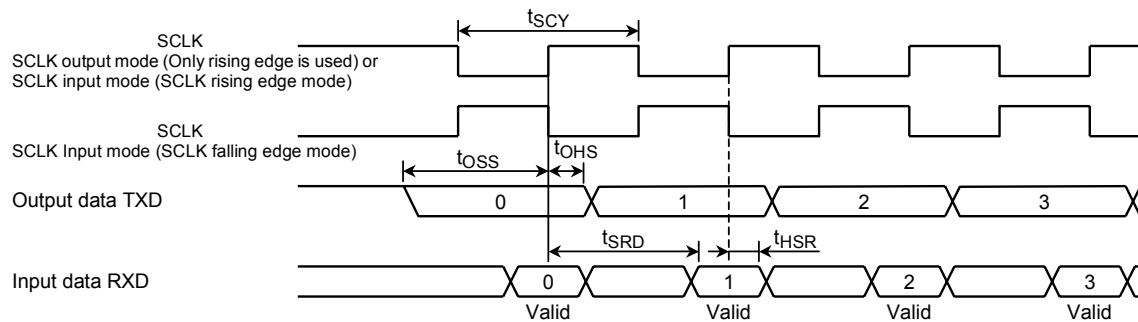 tSCY
SCLK
SCLK output mode (Only rising edge is used) or
SCLK input mode (SCLK rising edge mode)
SCLK
SCLK Input mode (SCLK falling edge mode)
tOSS
tOHS
Output data TXD
0
1
2
3
tSRD
tHSR
Input data RXD
0
1
2
3
Valid
Valid
Valid
Valid